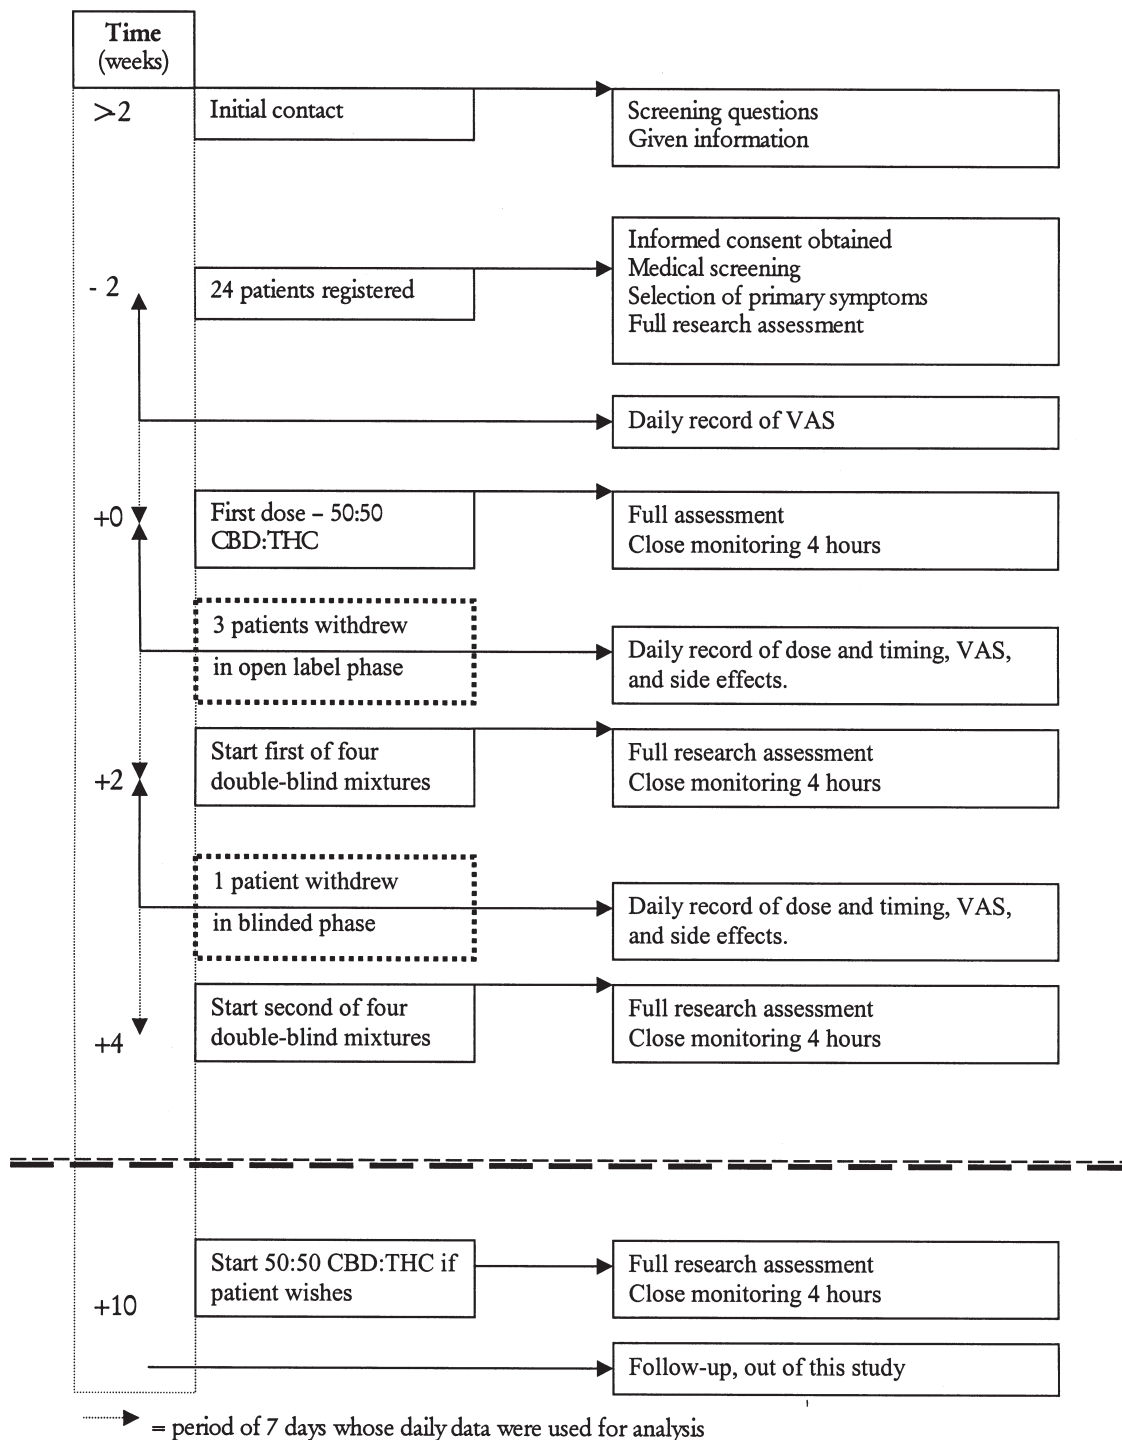 Time
(weeks)
>2
Initial contact
Screening questions
Given information
- 2
24 patients registered
Informed consent obtained
Medical screening
Selection of primary symptoms
Full research assessment
Daily record of VAS
+0
First dose – 50:50
CBD:THC
Full assessment
Close monitoring 4 hours
3 patients withdrew
in open label phase
Daily record of dose and timing, VAS,
and side effects.
+2
Start first of four
double-blind mixtures
Full research assessment
Close monitoring 4 hours
1 patient withdrew
in blinded phase
Daily record of dose and timing, VAS,
and side effects.
+4
Start second of four
double-blind mixtures
Full research assessment
Close monitoring 4 hours
+10
Start 50:50 CBD:THC if
patient wishes
Full research assessment
Close monitoring 4 hours
Follow-up, out of this study
= period of 7 days whose daily data were used for analysis